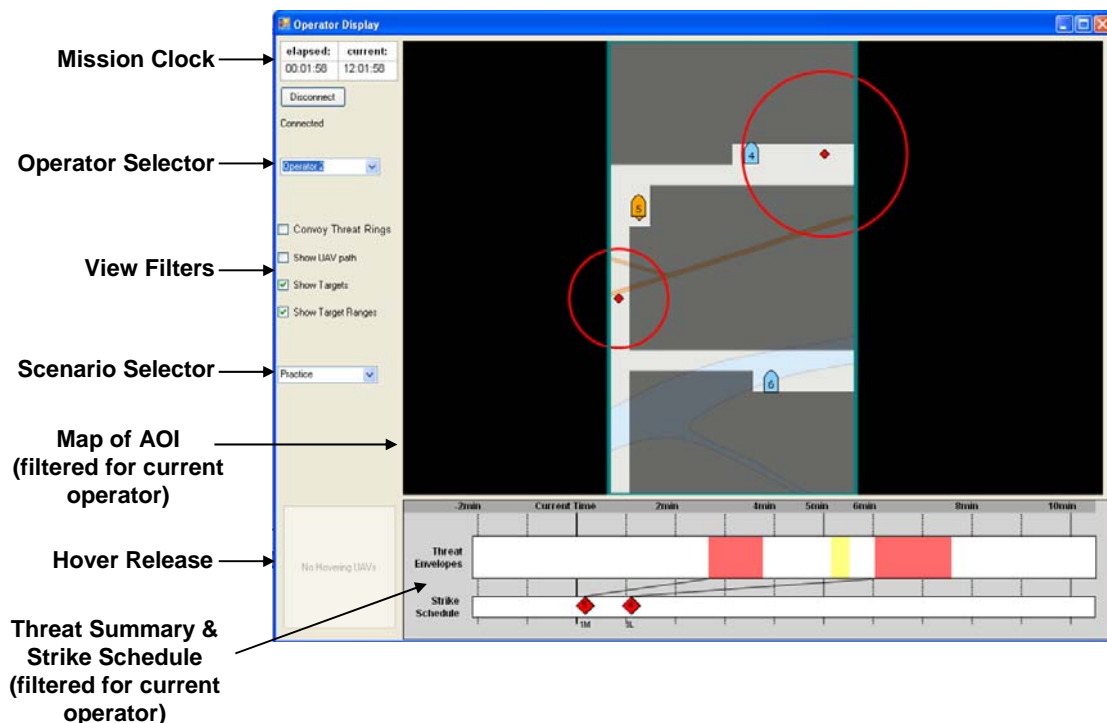 Operator Display
Mission Clock
elapsed: current:
00:01:58 12:01:58
Disconnect
Connected
Operator Selector
Operator 2
4
5
Convoy Threat Rings
View Filters
Show UAV path
Show Targets
Show Target Ranges
Scenario Selector
Practice
6
Map of AOI
(filtered for current
operator)
-2min Current Time 2min 4min 5min 6min 8min 10min
Hover Release
No Hovering UAVs
Threat
Envelopes
Strike
Schedule
1M 3L
Threat Summary &
Strike Schedule
(filtered for current
operator)